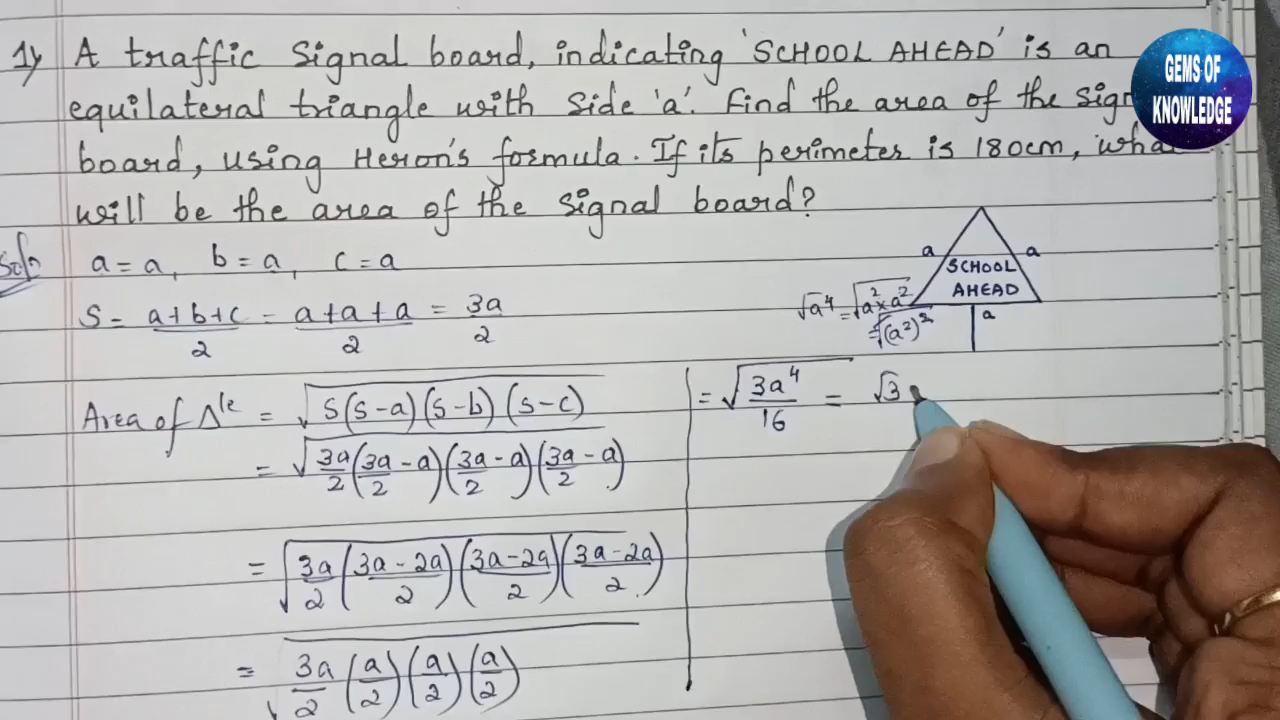 1) A traffic Signal board, indicating 'SCHOOL AHEAD' is an
equilateral triangle with side 'a'. Find the area of the
board, using Heron's formula. If its perimeter is 180cm,
will be the area of the signal board?
Soln
a = a, b = a, c = a
S = a+b+c/2 = a+a+a/2 = 3a/2
a a
SCHOOL
AHEAD
a
√a⁴ = √a²×a²
= √(a²)²
Area of Δle = √S(S-a)(S-b)(S-c)
= √3a/2(3a/2-a)(3a/2-a)(3a/2-a)
= √3a/2(3a-2a/2)(3a-2a/2)(3a-2a/2)
= √3a/2(a/2)(a/2)(a/2)
= √3a⁴/16 = √3
GEMS OF
KNOWLEDGE